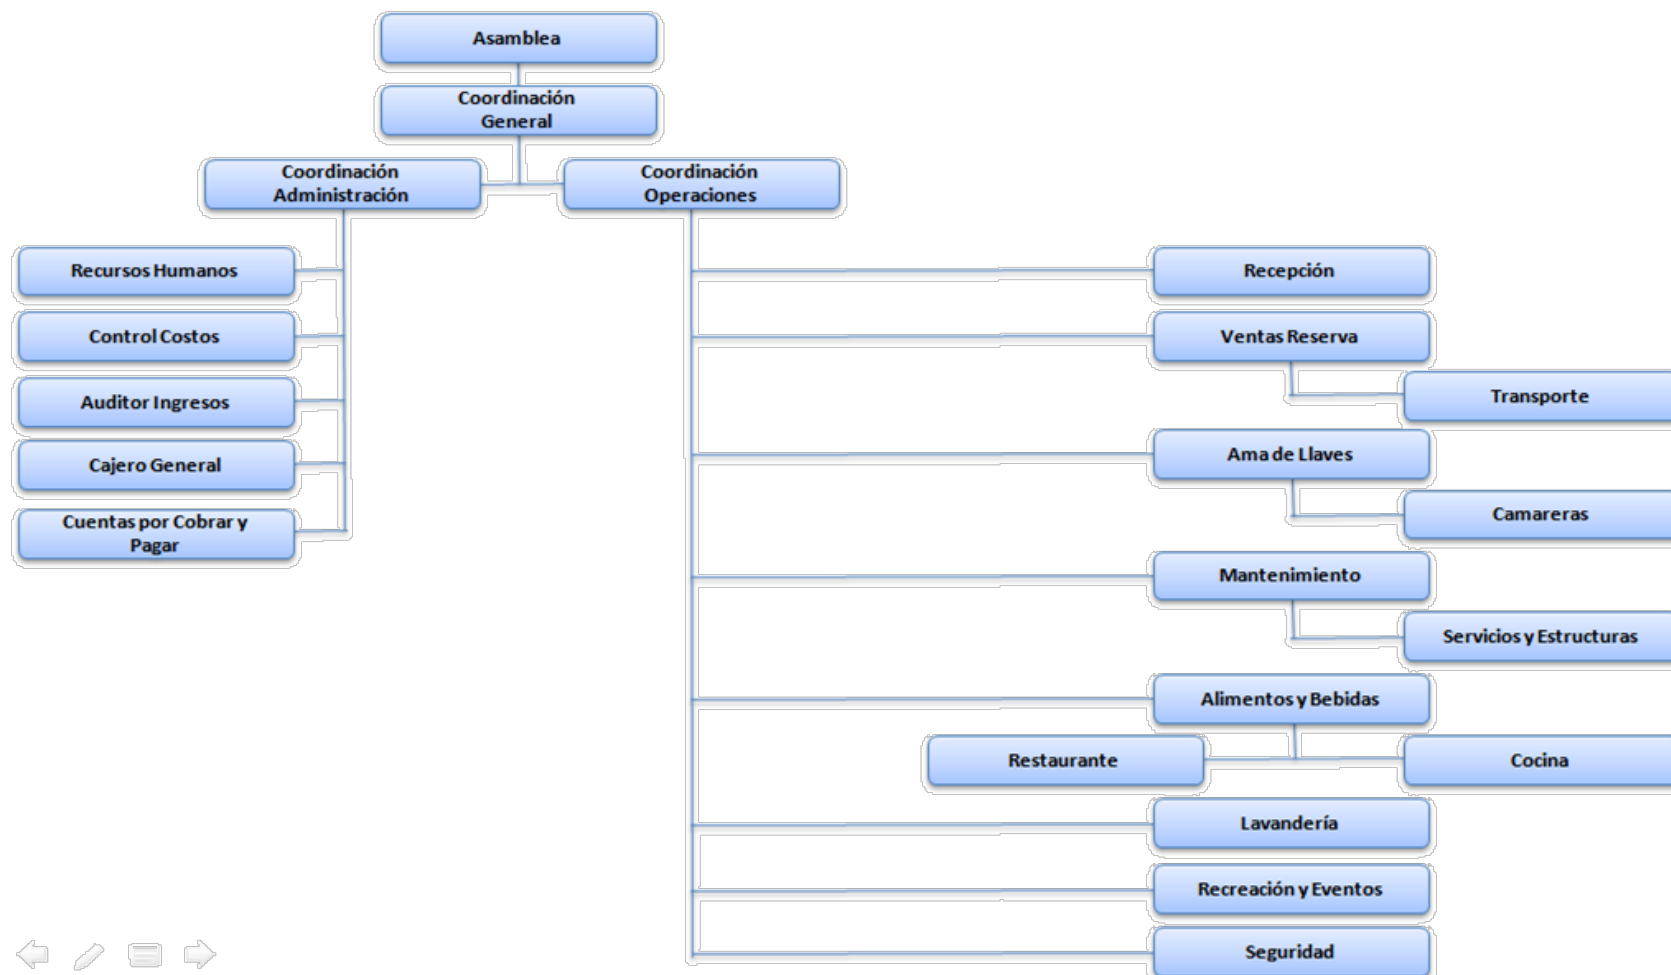 Asamblea
Coordinación
General
Coordinación
Administración
Coordinación
Operaciones
Recursos Humanos
Control Costos
Auditor Ingresos
Cajero General
Cuentas por Cobrar y
Pagar
Recepción
Ventas Reserva
Transporte
Ama de Llaves
Camareras
Mantenimiento
Servicios y Estructuras
Alimentos y Bebidas
Restaurante
Cocina
Lavandería
Recreación y Eventos
Seguridad